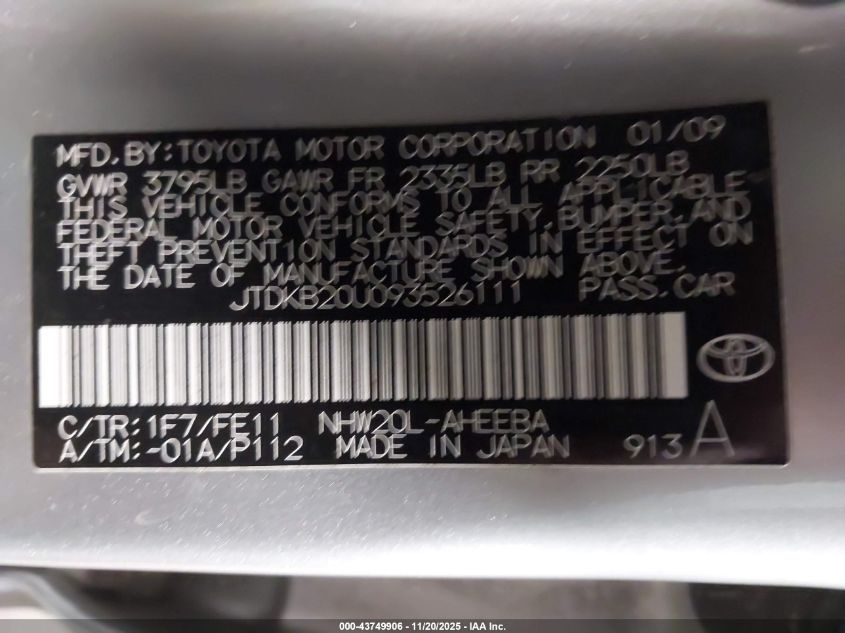 MFD. BY: TOYOTA MOTOR CORPORATION 01/09
GVWR 3795LB GAWR FR 2335LB RR 2250LB
THIS VEHICLE CONFORMS TO ALL APPLICABLE
FEDERAL MOTOR VEHICLE SAFETY, BUMPER, AND
THEFT PREVENTION STANDARDS IN EFFECT ON
THE DATE OF MANUFACTURE SHOWN ABOVE.
JTDKB20U093526111 PASS. CAR
C/TR: 1F7/FE11 NHW20L-AHEEBA
A/TM: -01A/P112 MADE IN JAPAN 913 A
000-43749906 - 11/20/2025 - IAA Inc.